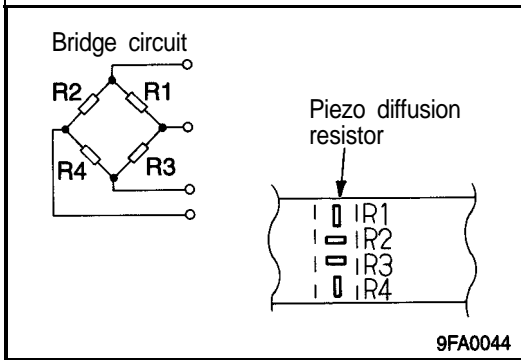 Bridge circuit
R2 R1
R4 R3
Piezo diffusion
resistor
R1
R2
R3
R4
9FA0044